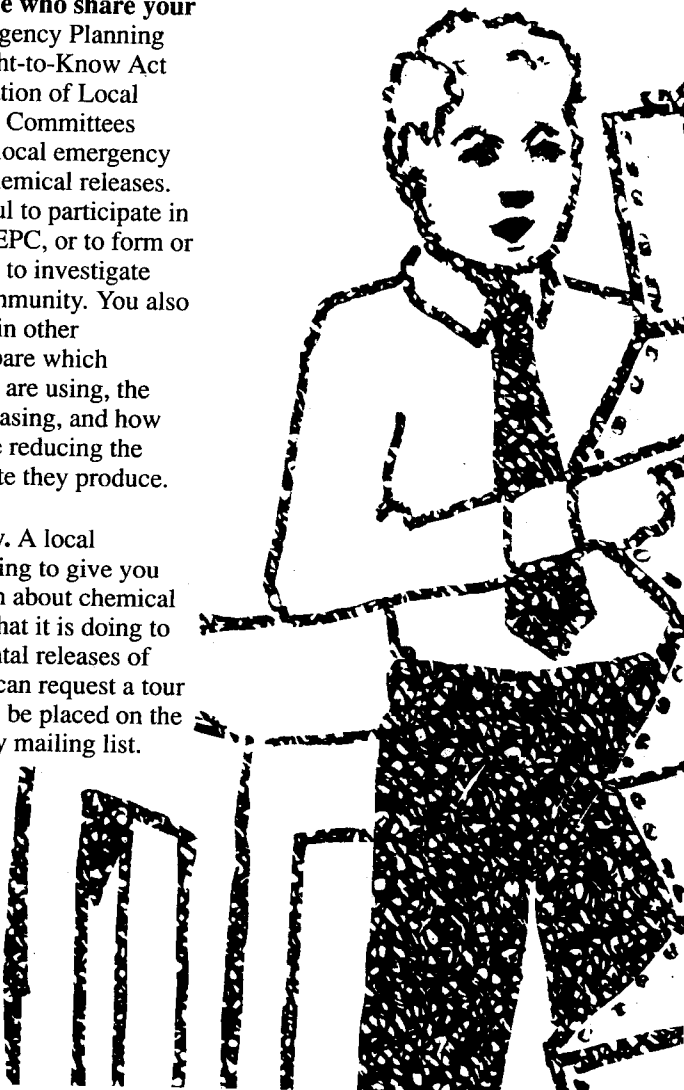 e who share your
gency Planning
ht-to-Know Act
tion of Local
Committees
local emergency
emical releases.
ul to participate in
EPC, or to form or
to investigate
mmunity. You also
in other
pare which
are using, the
asing, and how
e reducing the
te they produce.
y. A local
ing to give you
n about chemical
hat it is doing to
ntal releases of
can request a tour
be placed on the
y mailing list.